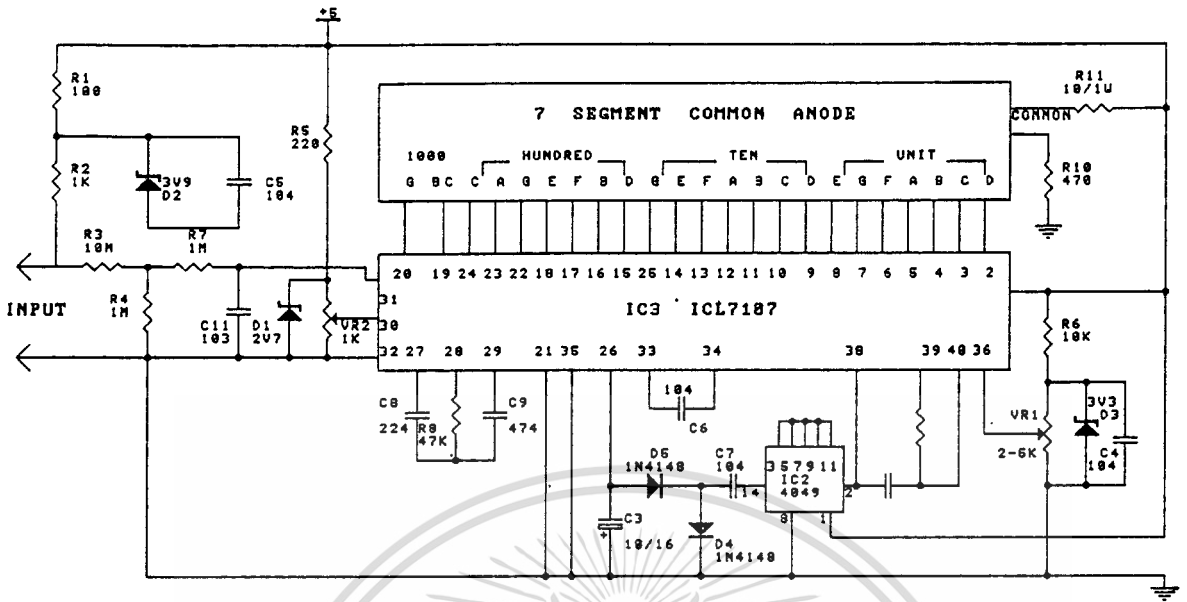 +5
R1
100
R2
1K
3V9
D2
C5
104
R5
220
7 SEGMENT COMMON ANODE
1000
HUNDRED
TEN
UNIT
G B C C A G E F B D G E F A B C D E G F A B C D
COMMON
R11
10/1W
R10
470
R3
10M
R7
1M
INPUT
R4
1M
C11
103
D1
2V7
VR2
1K
20 19 24 23 22 18 17 16 15 25 14 13 12 11 10 9 8 7 6 5 4 3 2
31
30
IC3 ICL7107
32 27 28 29 21 35 26 33 34 38 39 40 36
R6
10K
C8
224
R8
47K
C9
474
104
C6
VR1
2-5K
3V3
D3
C4
104
D5
1N4148
C7
104
14
3 5 7 9 11
IC2
4049
2
8
1
C3
+
10/16
D4
1N4148